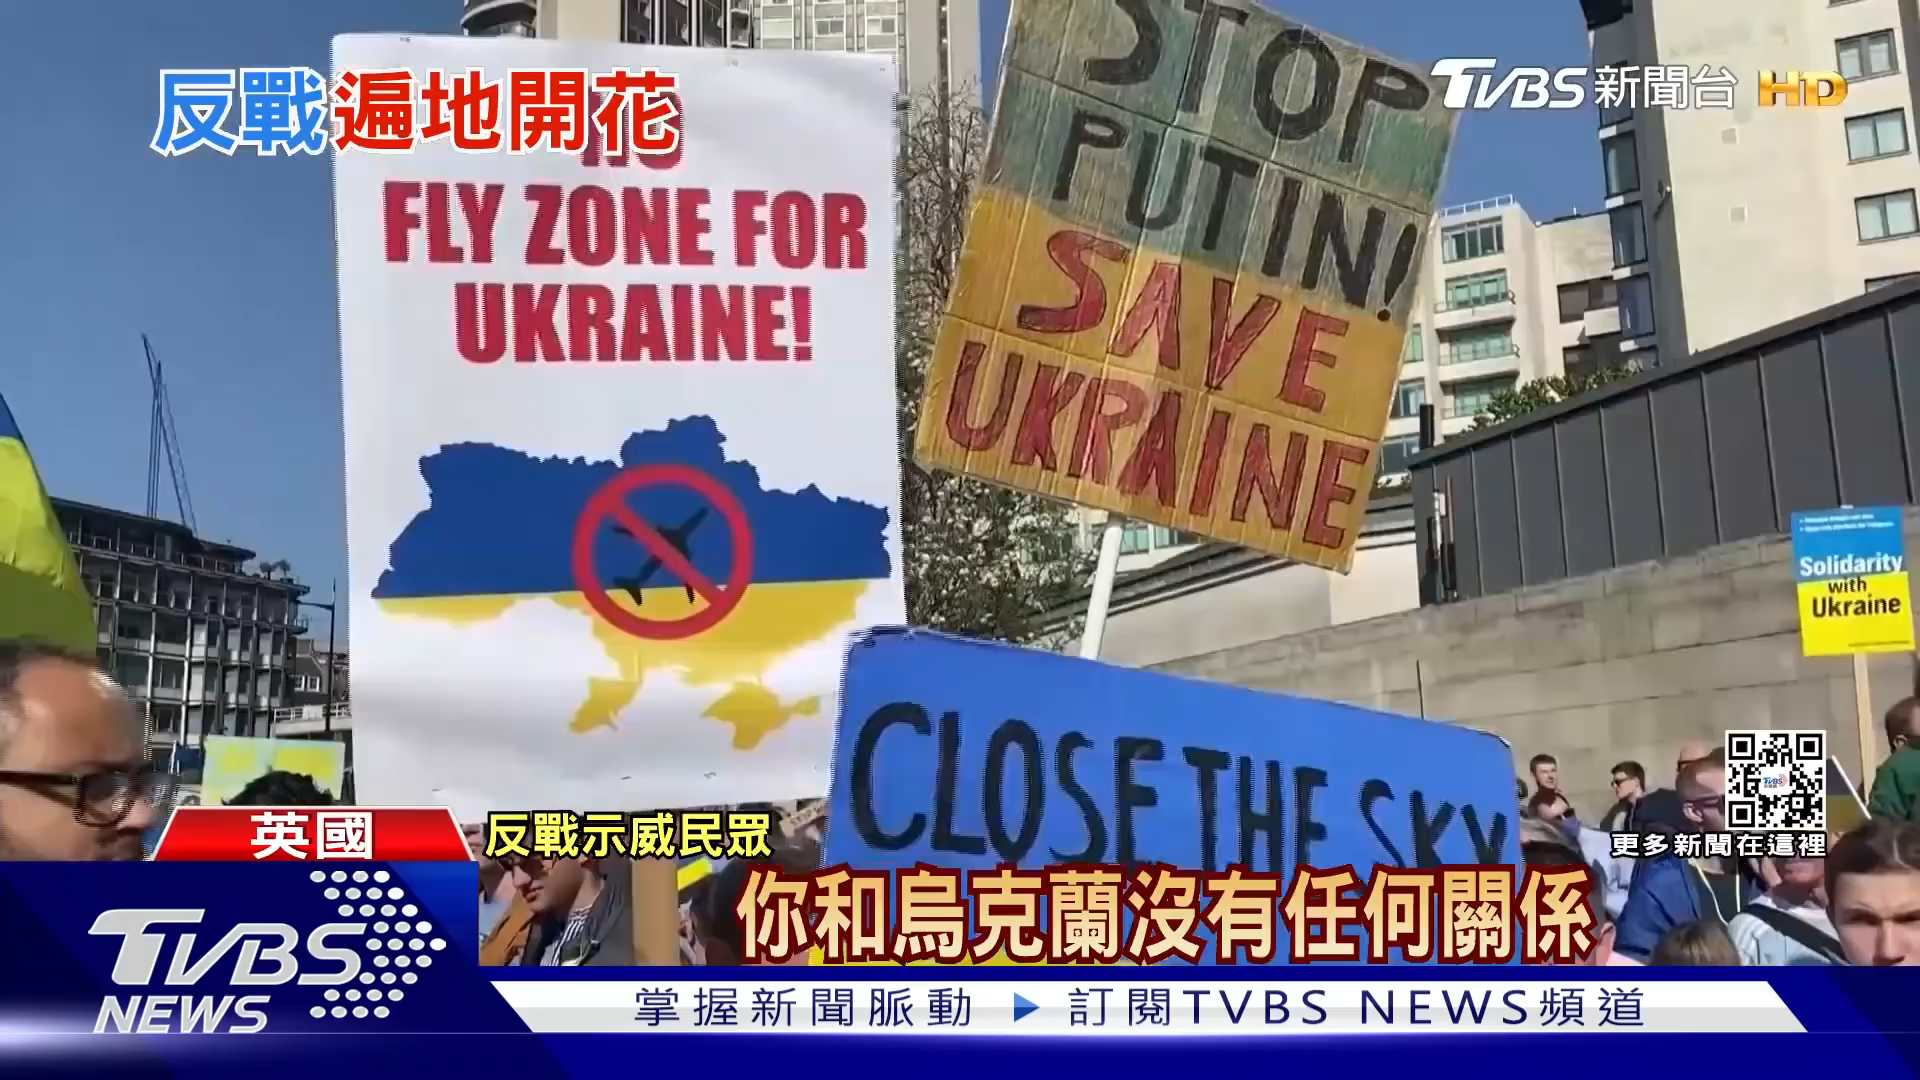 反戰遍地開花
TVBS新聞台 HD
NO
FLY ZONE FOR
UKRAINE!
STOP
PUTIN!
SAVE
UKRAINE
Solidarity
with
Ukraine
CLOSE THE SKY
更多新聞在這裡
英國
反戰示威民眾
你和烏克蘭沒有任何關係
TVBS
NEWS
掌握新聞脈動 ▶ 訂閱TVBS NEWS頻道